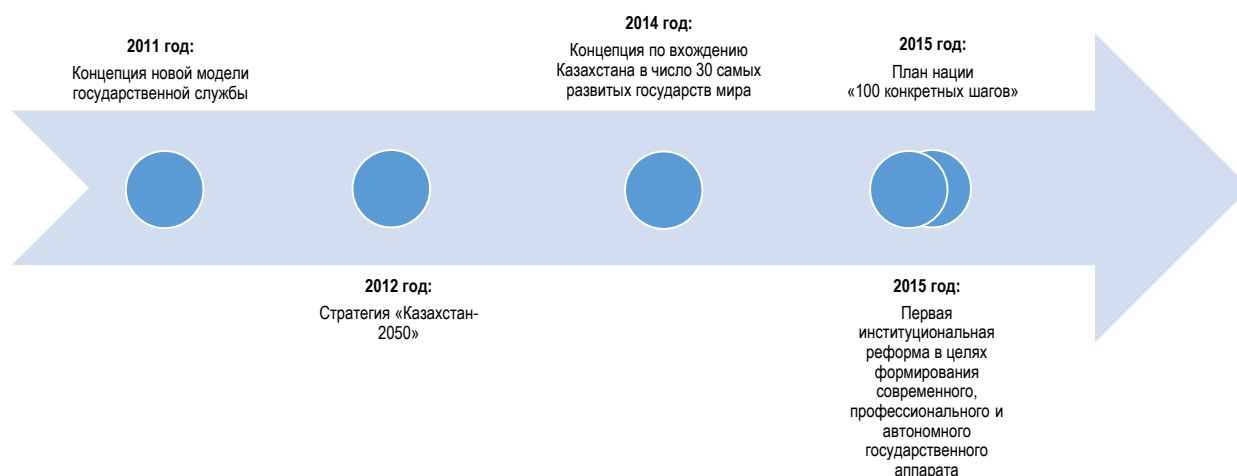 2011 год:
Концепция новой модели
государственной службы
2012 год:
Стратегия «Казахстан-
2050»
2014 год:
Концепция по вхождению
Казахстана в число 30 самых
развитых государств мира
2015 год:
План нации
«100 конкретных шагов»
2015 год:
Первая
институциональная
реформа в целях
формирования
современного,
профессионального и
автономного
государственного
аппарата